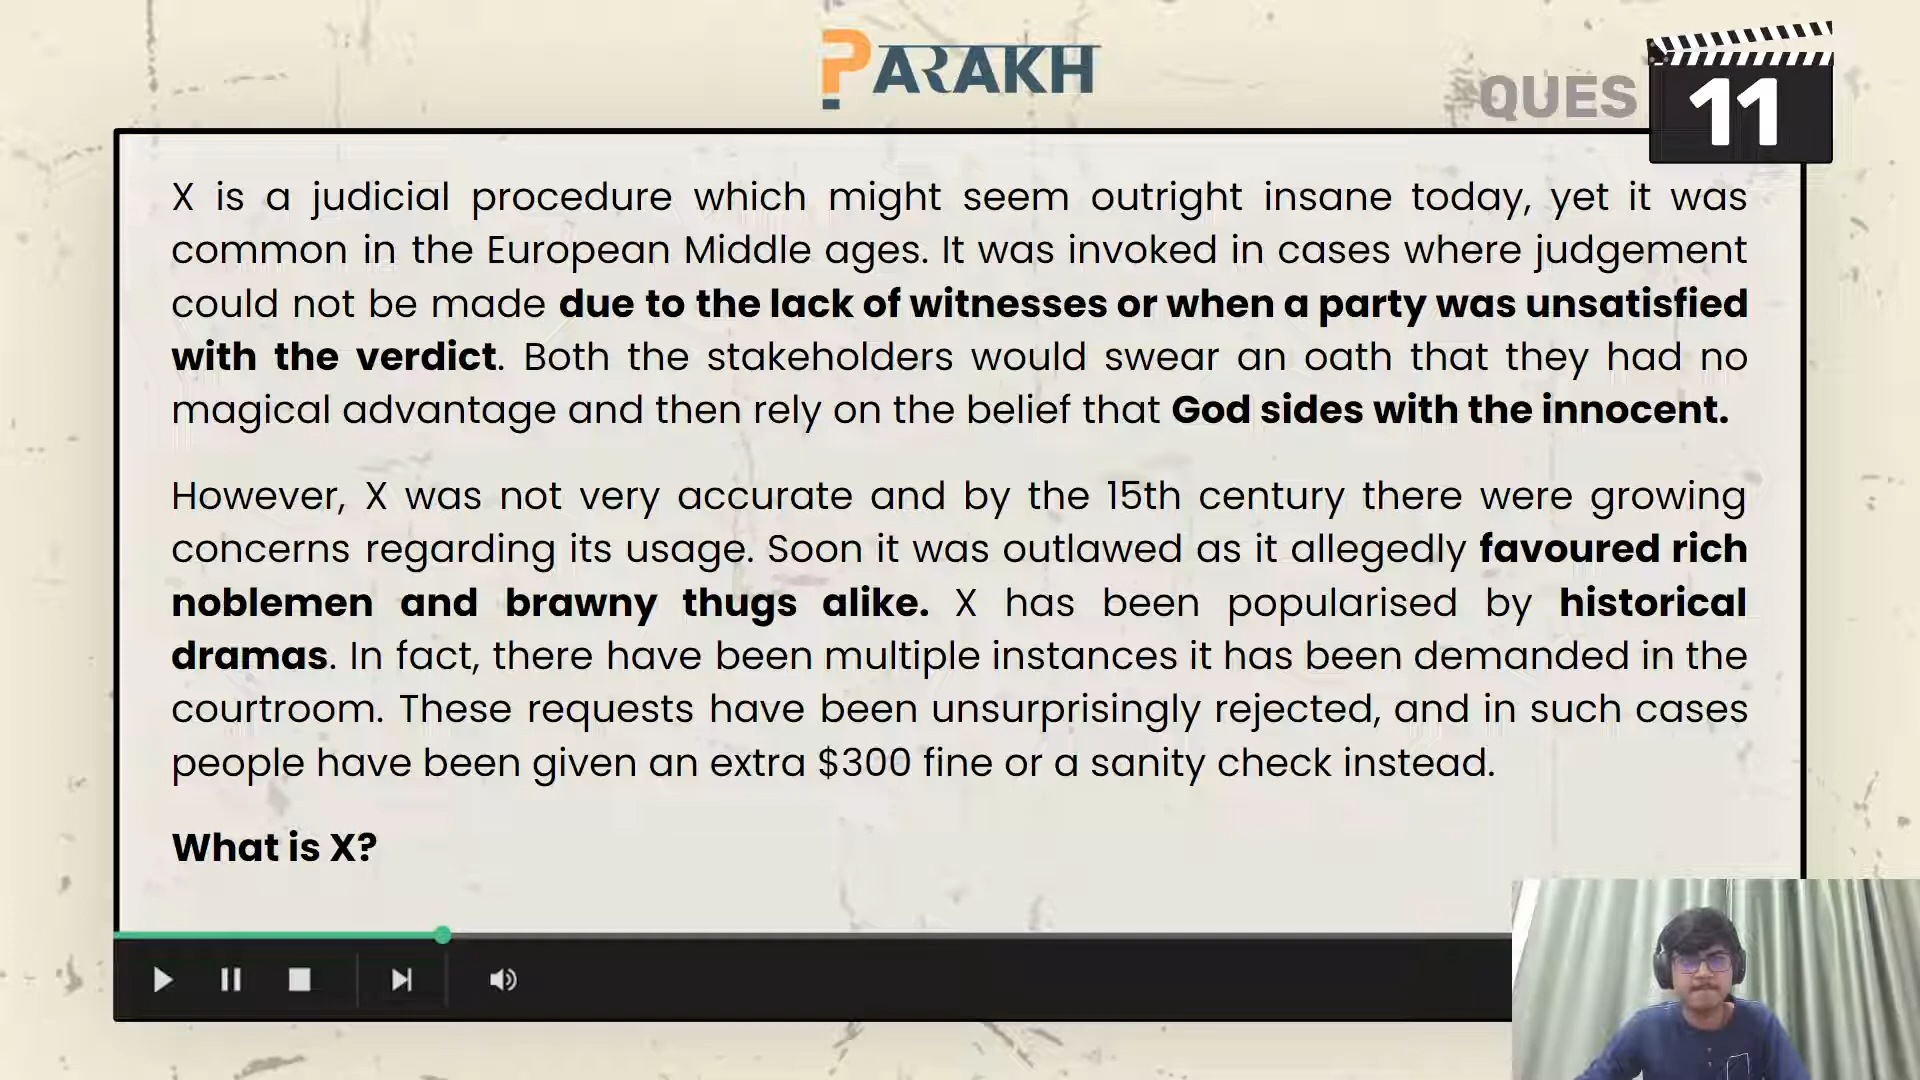 PARAKH
QUES 11
X is a judicial procedure which might seem outright insane today, yet it was
common in the European Middle ages. It was invoked in cases where judgement
could not be made due to the lack of witnesses or when a party was unsatisfied
with the verdict. Both the stakeholders would swear an oath that they had no
magical advantage and then rely on the belief that God sides with the innocent.
However, X was not very accurate and by the 15th century there were growing
concerns regarding its usage. Soon it was outlawed as it allegedly favoured rich
noblemen and brawny thugs alike. X has been popularised by historical
dramas. In fact, there have been multiple instances it has been demanded in the
courtroom. These requests have been unsurprisingly rejected, and in such cases
people have been given an extra $300 fine or a sanity check instead.
What is X?